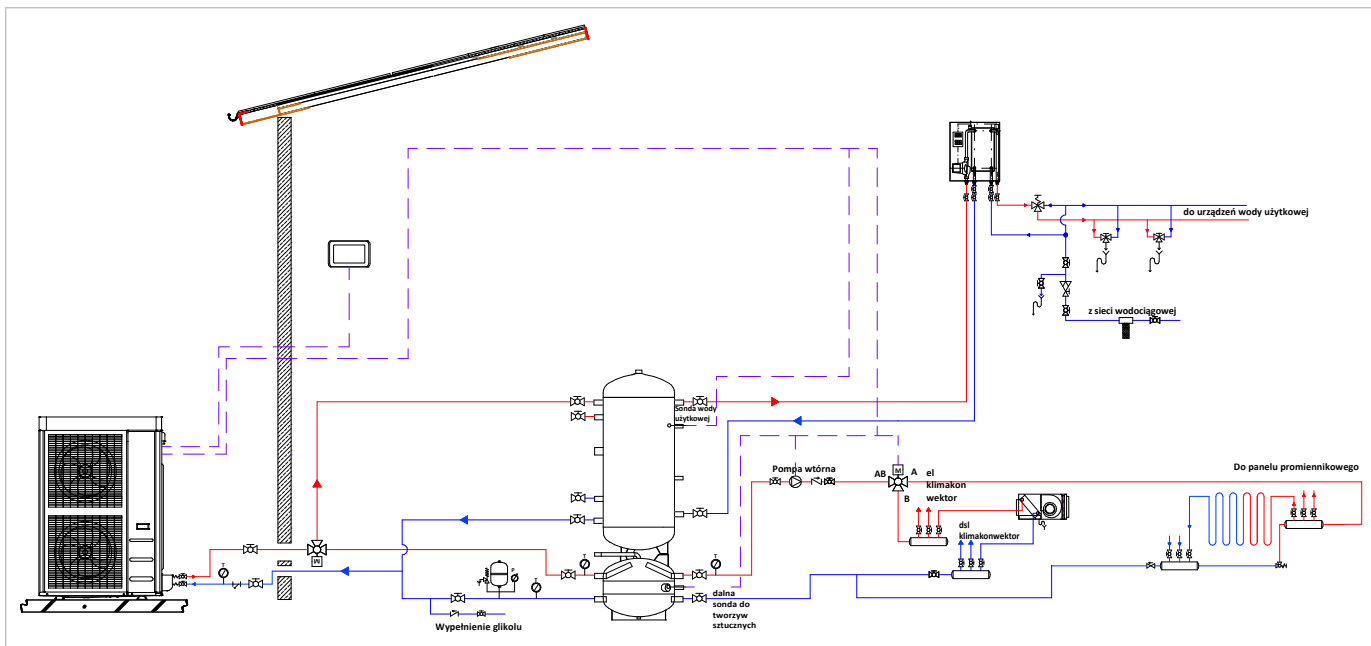 do urządzeń wody użytkowej
z sieci wodociągowej
Sonda wody
użytkowej
Pompa wtórna
AB
M
A
B
el
klimakon
wektor
Do panelu promiennikowego
dsl
klimakonwektor
T
M
T
P
T
T
dalna
sonda do
tworzyw
sztucznych
Wypełnienie glikolu